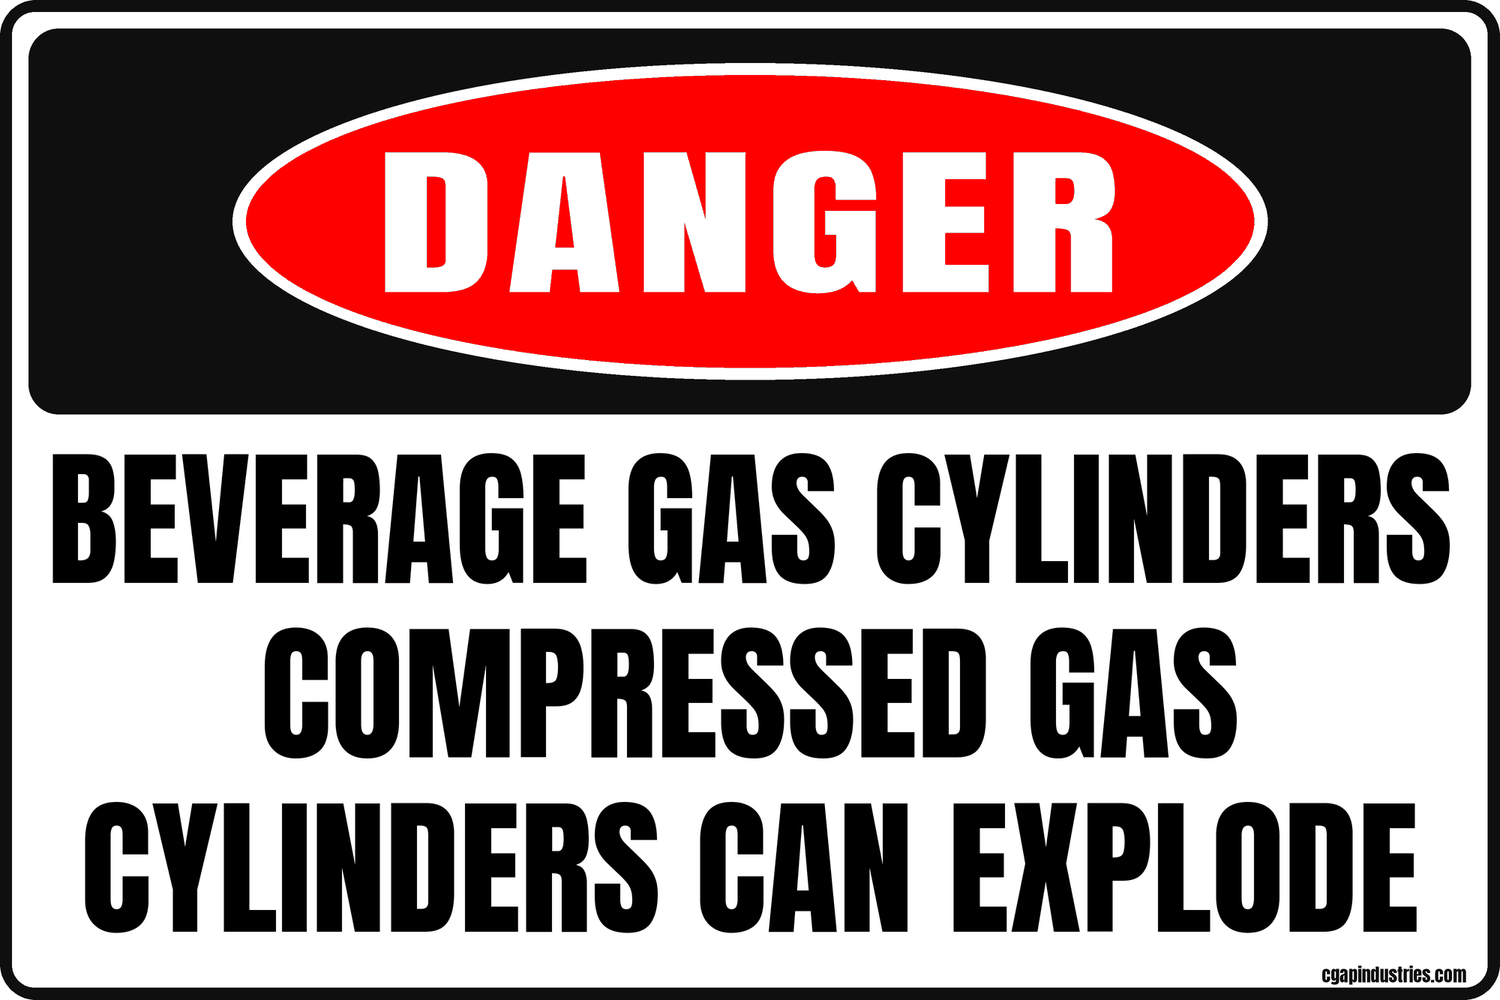 DANGER
BEVERAGE GAS CYLINDERS
COMPRESSED GAS
CYLINDERS CAN EXPLODE
cgapindustries.com